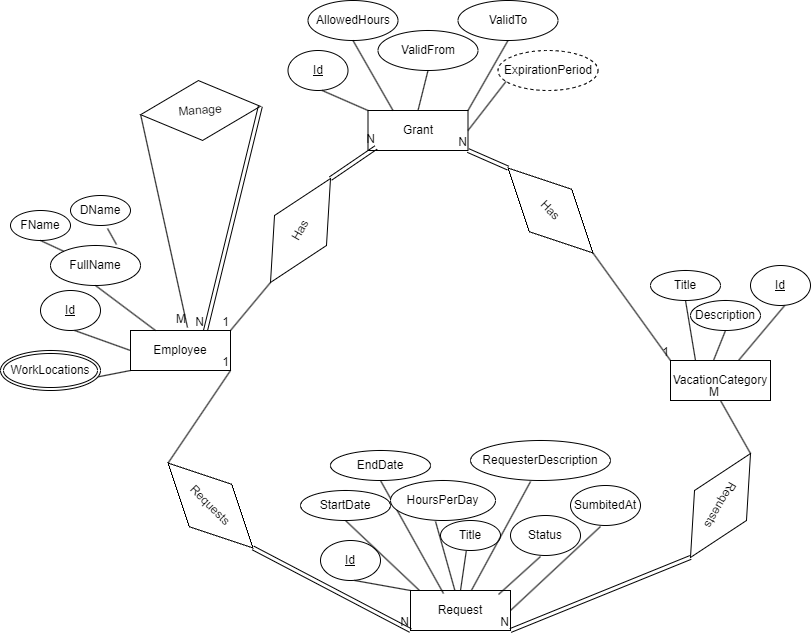 AllowedHours
ValidTo
ValidFrom
Id
ExpirationPeriod
Manage
Grant
N
N
Has
Has
DName
FName
FullName
Id
M
N
1
Employee
1
WorkLocations
Title
Id
Description
1
VacationCategory
M
EndDate
RequesterDescription
StartDate
HoursPerDay
SumbitedAt
Requests
Requests
Title
Status
Id
Request
N
N